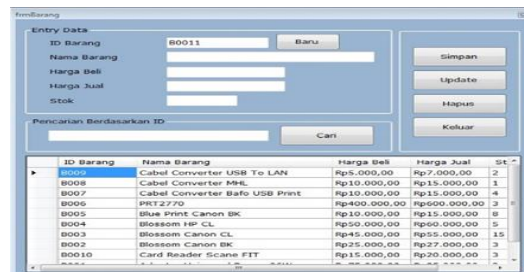 frmBarang
Entry Data
ID Barang B0011 Baru
Nama Barang
Harga Beli
Harga Jual
Stok
Simpan
Update
Hapus
Keluar
Pencarian Berdasarkan ID
Cari
ID Barang Nama Barang Harga Beli Harga Jual St
B009 Cabel Converter USB To LAN Rp5.000,00 Rp7.000,00 2
B008 Cabel Converter MHL Rp10.000,00 Rp15.000,00 1
B007 Cabel Converter Bafo USB Print Rp10.000,00 Rp15.000,00 4
B006 PRT2770 Rp400.000,00 Rp600.000,00 3
B005 Blue Print Canon BK Rp10.000,00 Rp15.000,00 8
B004 Blossom HP CL Rp50.000,00 Rp60.000,00 5
B003 Blossom Canon CL Rp45.000,00 Rp55.000,00 15
B002 Blossom Canon BK Rp25.000,00 Rp27.000,00 3
B0010 Card Reader Scane FIT Rp15.000,00 Rp20.000,00 3